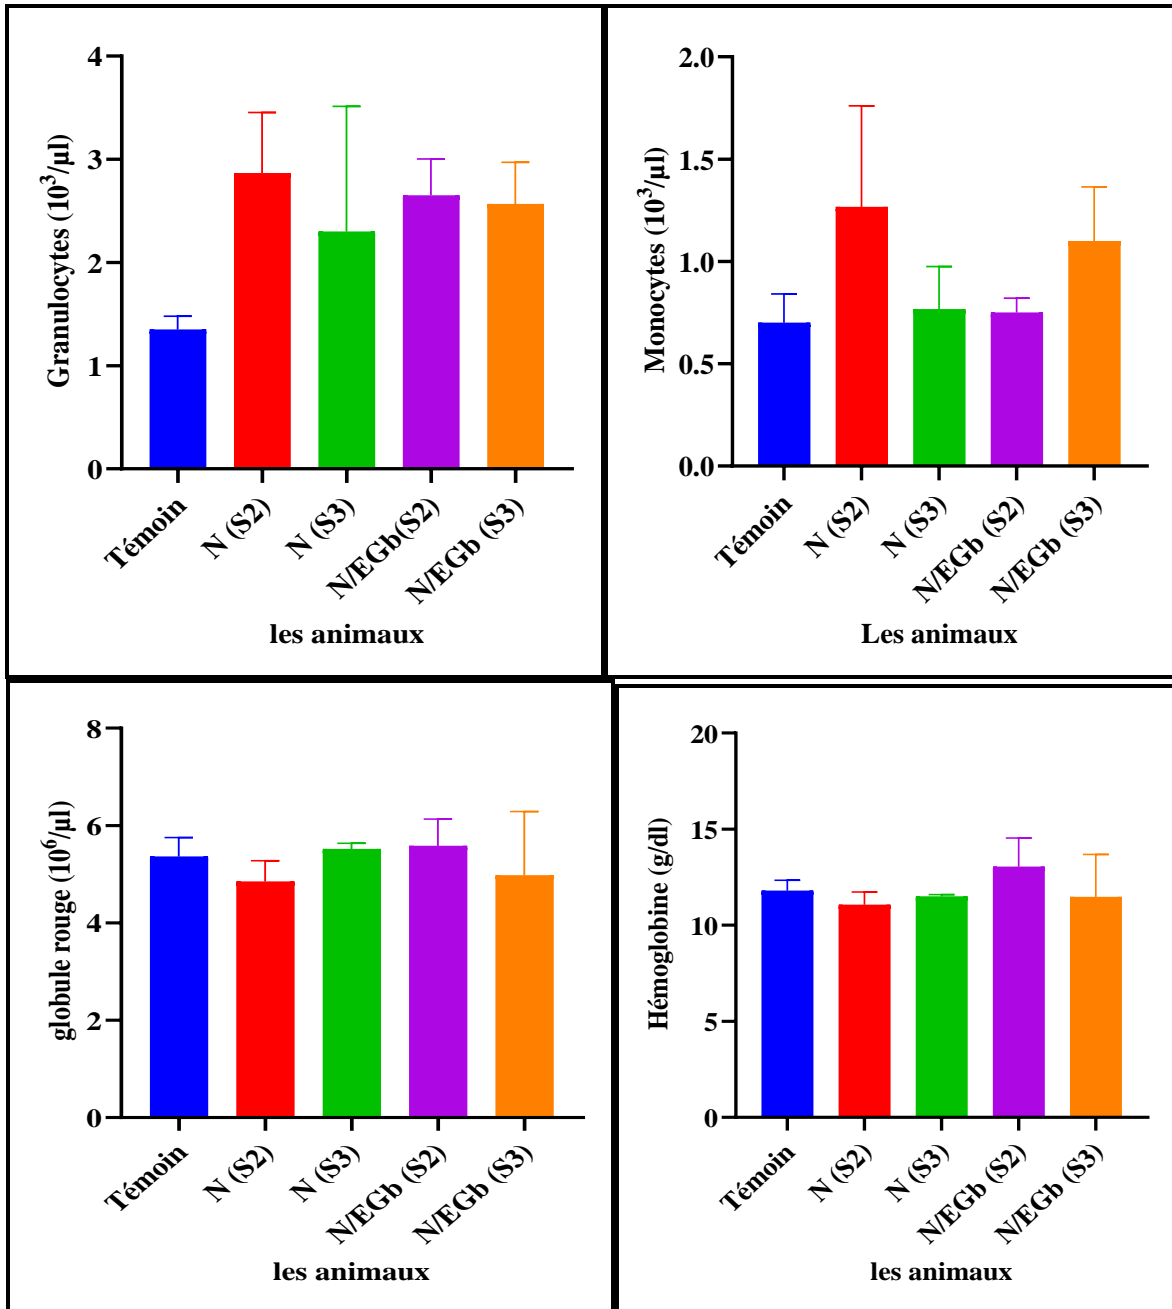 Granulocytes (10³/µl)
4
3
2
1
0
Témoin
N (S2)
N (S3)
N/EGb(S2)
N/EGb (S3)
les animaux
Monocytes (10³/µl)
2.0
1.5
1.0
0.5
0.0
Témoin
N (S2)
N (S3)
N/EGb (S2)
N/EGb (S3)
Les animaux
globule rouge (10⁶/µl)
8
6
4
2
0
Témoin
N (S2)
N (S3)
N/EGb (S2)
N/EGb (S3)
les animaux
Hémoglobine (g/dl)
20
15
10
5
0
Témoin
N (S2)
N (S3)
N/EGb (S2)
N/EGb (S3)
les animaux